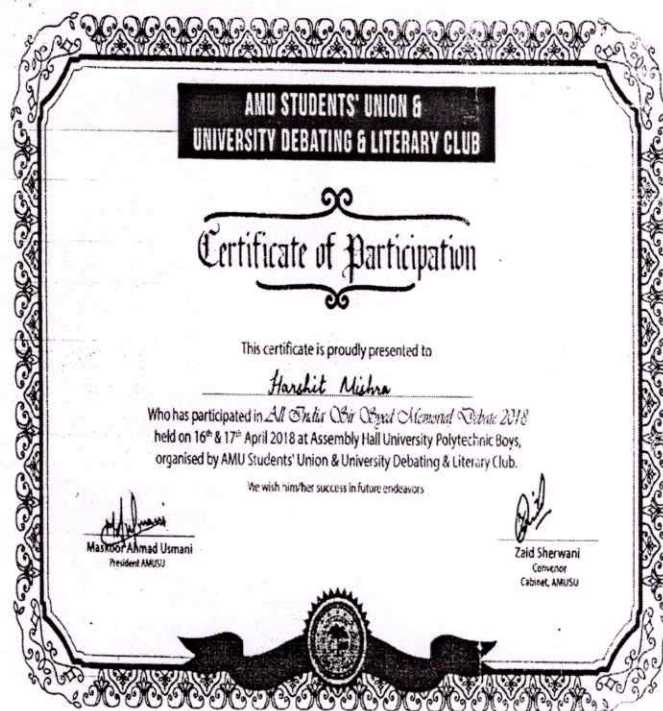 AMU STUDENTS' UNION &
UNIVERSITY DEBATING & LITERARY CLUB
Certificate of Participation
This certificate is proudly presented to
Harshit Mishra
Who has participated in All India Sir Syed Memorial Debate 2018
held on 16th & 17th April 2018 at Assembly Hall University Polytechnic Boys,
organised by AMU Students' Union & University Debating & Literary Club.
We wish him/her success in future endeavors
Maskoor Ahmad Usmani
President AMUSU
Zaid Sherwani
Convenor
Cabinet, AMUSU